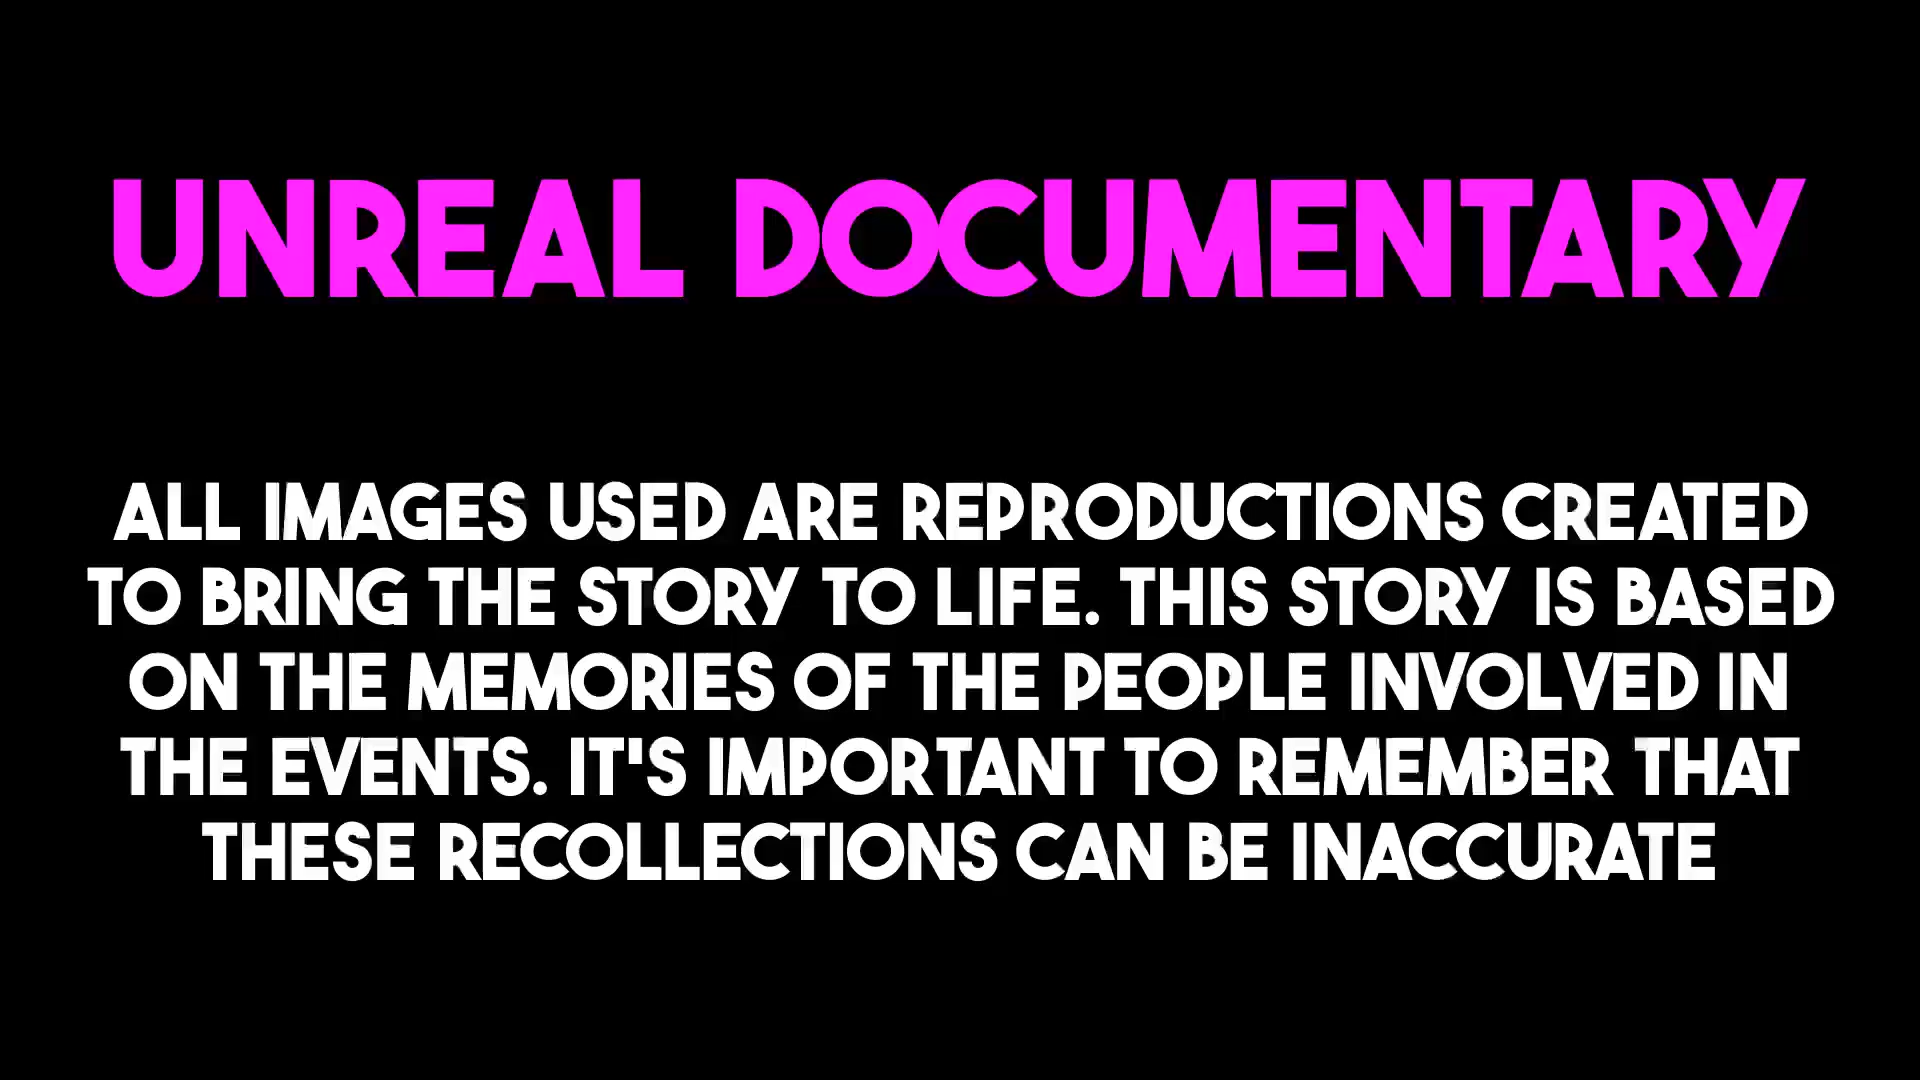 UNREAL DOCUMENTARY
ALL IMAGES USED ARE REPRODUCTIONS CREATED
TO BRING THE STORY TO LIFE. THIS STORY IS BASED
ON THE MEMORIES OF THE PEOPLE INVOLVED IN
THE EVENTS. IT'S IMPORTANT TO REMEMBER THAT
THESE RECOLLECTIONS CAN BE INACCURATE